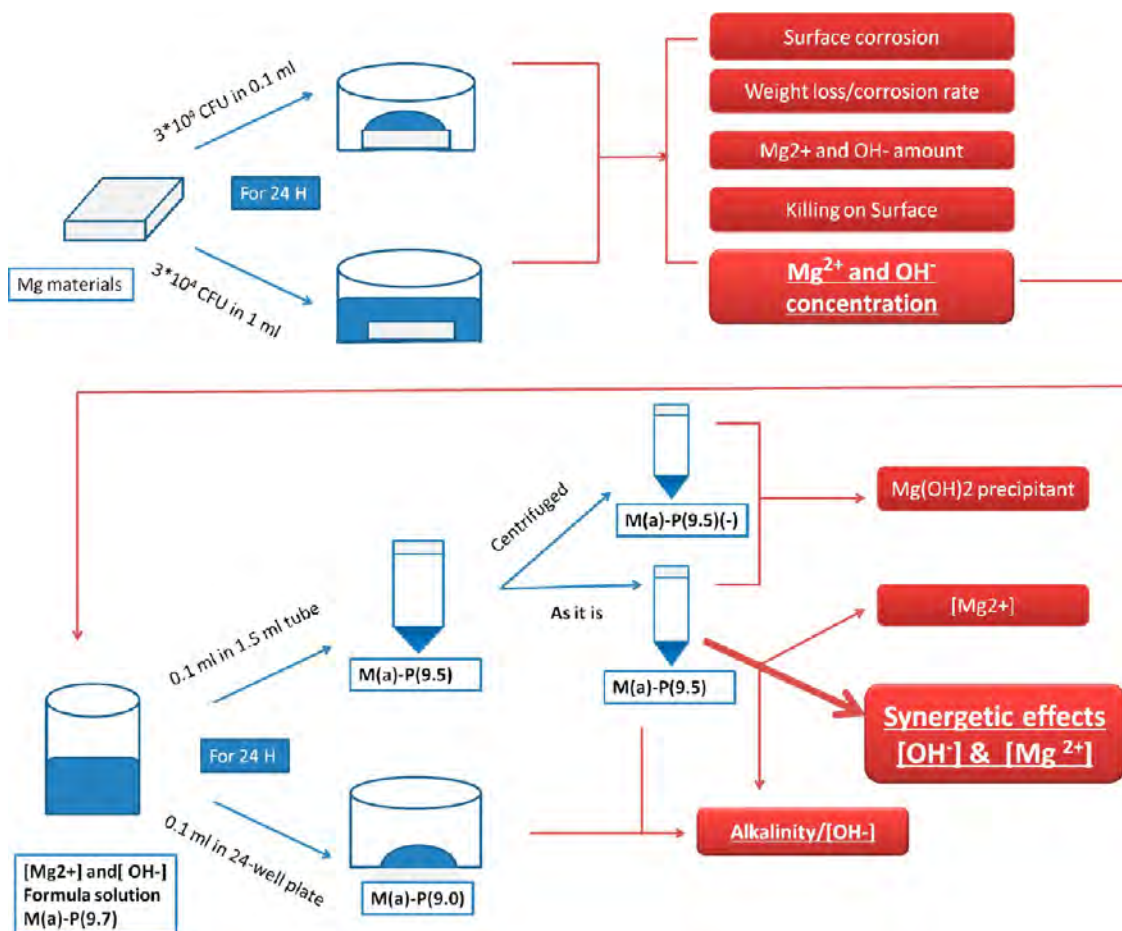 CFU in 0.1 ml
For 24 H
Mg materials
3*10⁴ CFU in 1 ml
Surface corrosion
Weight loss/corrosion rate
Mg2+ and OH- amount
Killing on Surface
Mg²⁺ and OH⁻
concentration
Centrifuged
M(a)-P(9.5)(-)
As it is
M(a)-P(9.5)
Mg(OH)2 precipitant
[Mg2+]
Synergetic effects
[OH⁻] & [Mg ²⁺]
Alkalinity/[OH-]
0.1 ml in 1.5 ml tube
M(a)-P(9.5)
For 24 H
0.1 ml in 24-well plate
M(a)-P(9.0)
[Mg2+] and[ OH-]
Formula solution
M(a)-P(9.7)